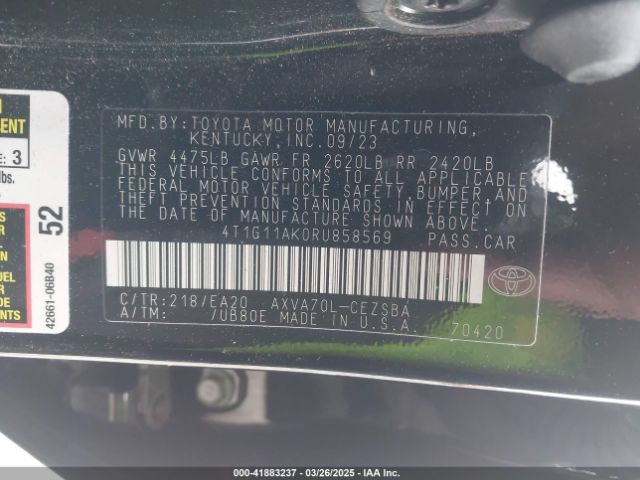 MFD.BY:TOYOTA MOTOR MANUFACTURING,
KENTUCKY,INC.09/23
GVWR 4475LB GAWR FR 2620LB RR 2420LB
THIS VEHICLE CONFORMS TO ALL APPLICABLE
FEDERAL MOTOR VEHICLE SAFETY,BUMPER,AND
THEFT PREVENTION STANDARDS IN EFFECT ON
THE DATE OF MANUFACTURE SHOWN ABOVE.
4T1G11AK0RU858569 PASS.CAR
C/TR:218/EA20 AXVA70L-CEZSBA
A/TM: /UB80E MADE IN U.S.A. 70420
3
lbs.
52
42661-06B40
000-41883237 - 03/26/2025 - IAAI.com